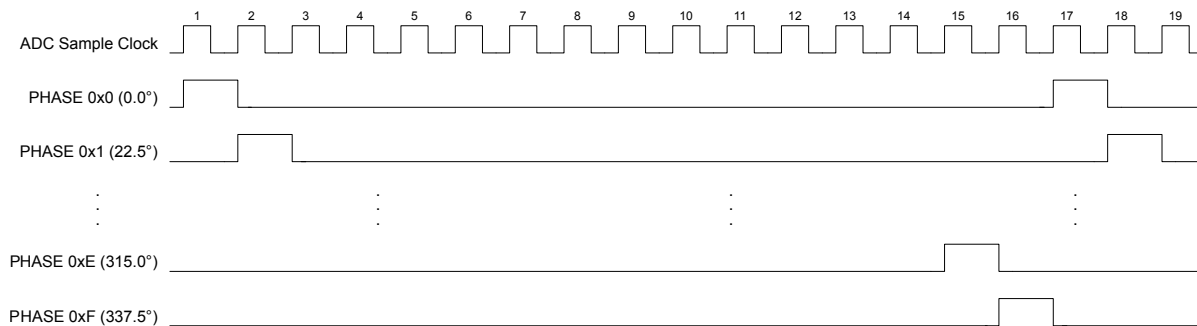 1 2 3 4 5 6 7 8 9 10 11 12 13 14 15 16 17 18 19
ADC Sample Clock
PHASE 0x0 (0.0°)
PHASE 0x1 (22.5°)
PHASE 0xE (315.0°)
PHASE 0xF (337.5°)